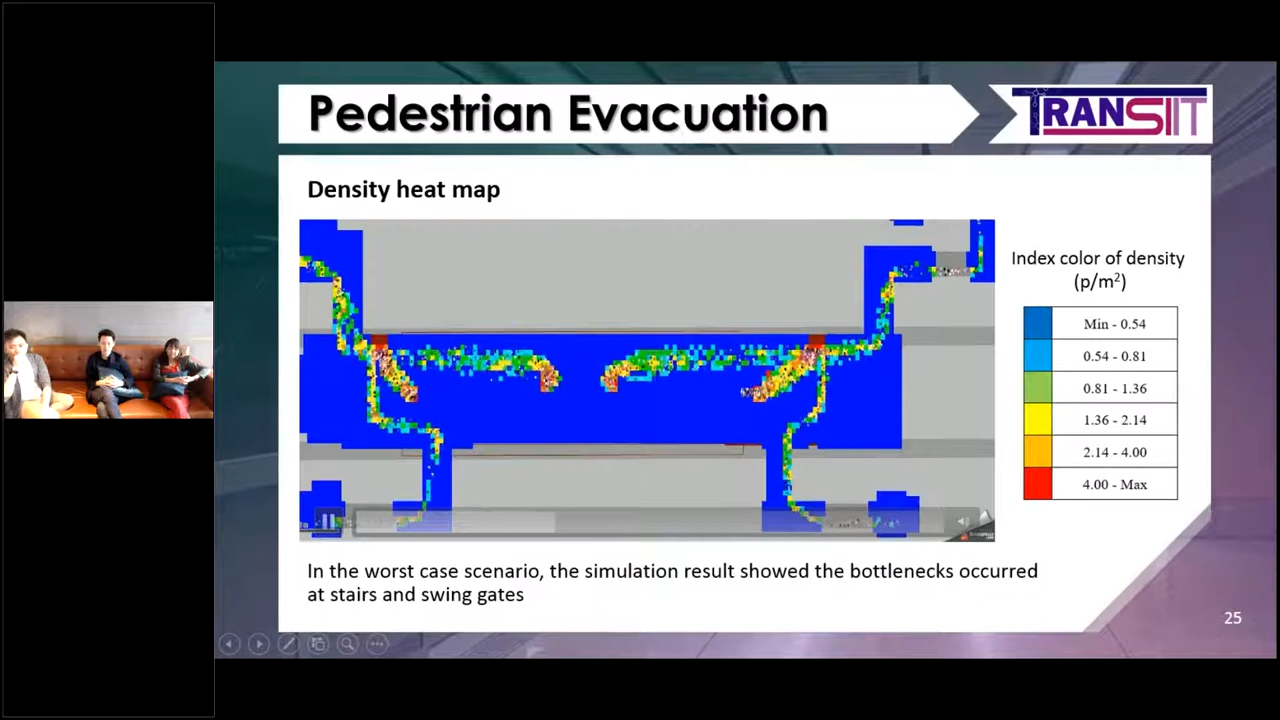 Pedestrian Evacuation
TRANSIIT
Density heat map
Index color of density
(p/m²)
Min - 0.54
0.54 - 0.81
0.81 - 1.36
1.36 - 2.14
2.14 - 4.00
4.00 - Max
In the worst case scenario, the simulation result showed the bottlenecks occurred
at stairs and swing gates
25